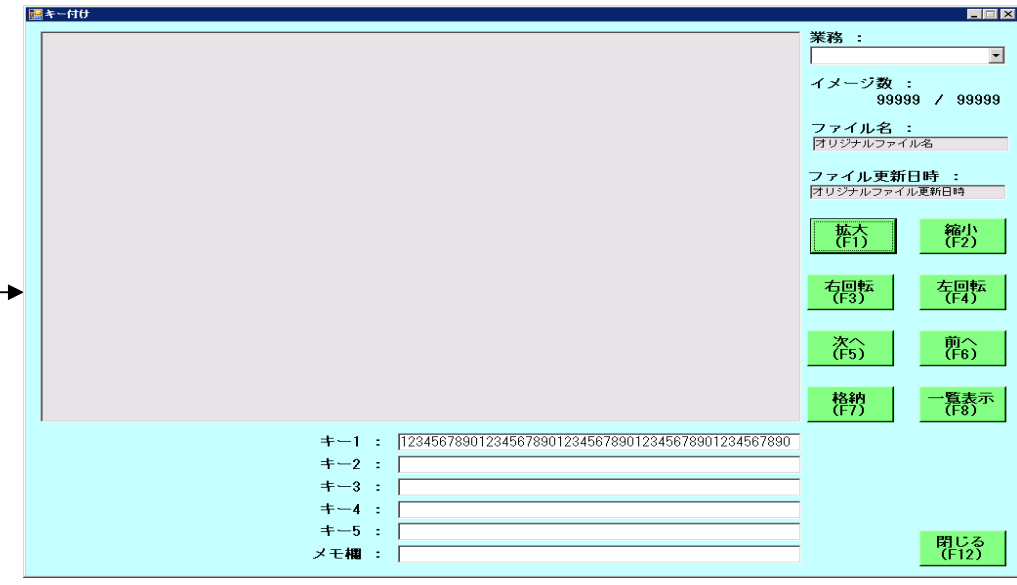 キー付け
業務 :
イメージ数 :
99999 / 99999
ファイル名 :
オリジナルファイル名
ファイル更新日時 :
オリジナルファイル更新日時
拡大
(F1)
縮小
(F2)
右回転
(F3)
左回転
(F4)
次へ
(F5)
前へ
(F6)
格納
(F7)
一覧表示
(F8)
キー1 : 1234567890123456789012345678901234567890​1234567890
キー2 :
キー3 :
キー4 :
キー5 :
メモ欄 :
閉じる
(F12)